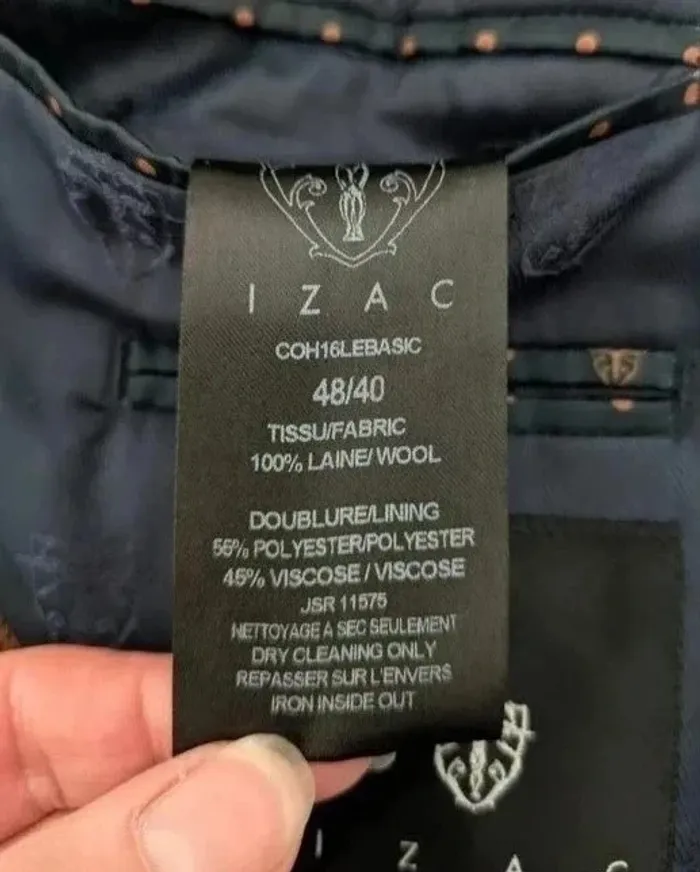 I Z A C
COH16LEBASIC
48/40
TISSU/FABRIC
100% LAINE/WOOL
DOUBLURE/LINING
55% POLYESTER/POLYESTER
45% VISCOSE/VISCOSE
JSR 11575
NETTOYAGE A SEC SEULEMENT
DRY CLEANING ONLY
REPASSER SUR L'ENVERS
IRON INSIDE OUT
I Z A C